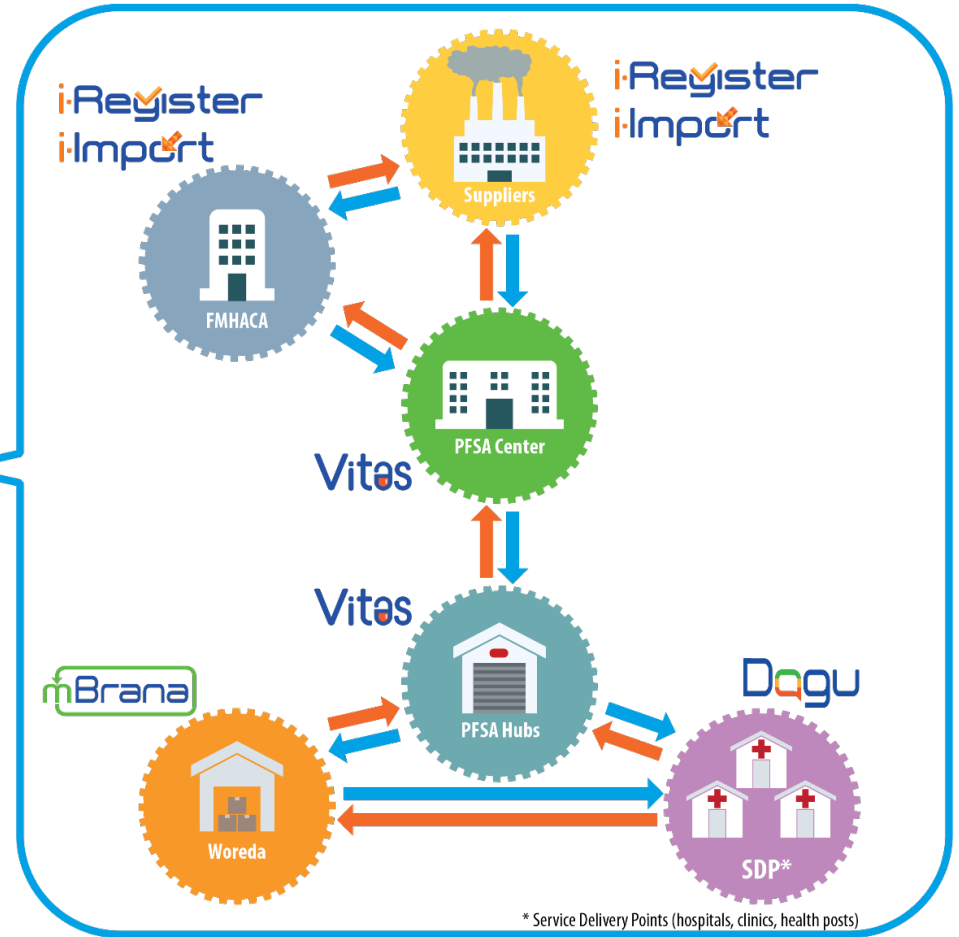 i-Register
i-Import
i-Register
i-Import
Suppliers
FMHACA
PFSA Center
Vitas
Vitas
PFSA Hubs
mBrana
Dagu
Woreda
SDP*
* Service Delivery Points (hospitals, clinics, health posts)